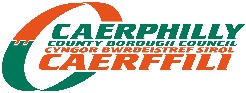 CAERPHILLY
COUNTY BOROUGH COUNCIL
CYNGOR BWRDEISTREF SIROL
CAERFFILI